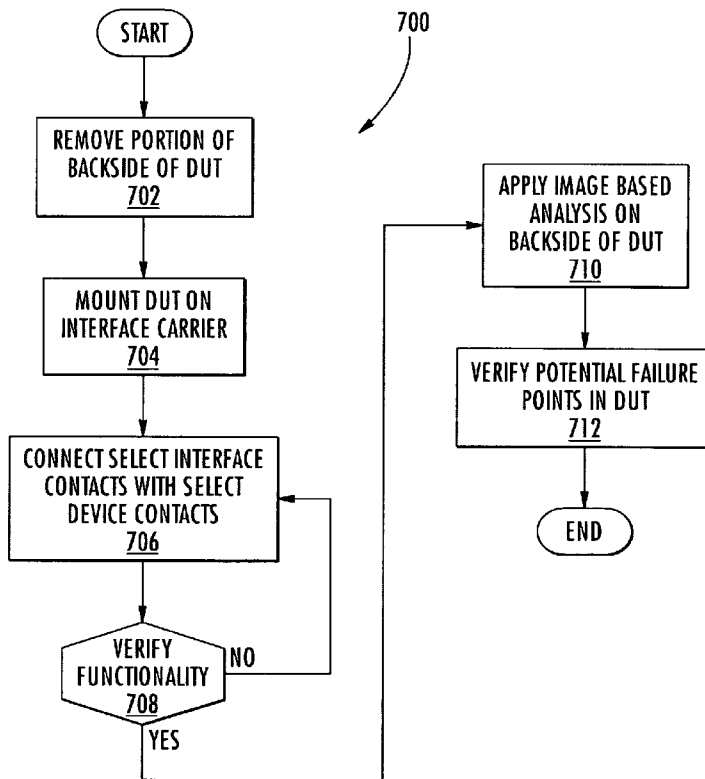 START
700
REMOVE PORTION OF
BACKSIDE OF DUT
702
MOUNT DUT ON
INTERFACE CARRIER
704
CONNECT SELECT INTERFACE
CONTACTS WITH SELECT
DEVICE CONTACTS
706
VERIFY
FUNCTIONALITY
708
NO
YES
APPLY IMAGE BASED
ANALYSIS ON
BACKSIDE OF DUT
710
VERIFY POTENTIAL FAILURE
POINTS IN DUT
712
END